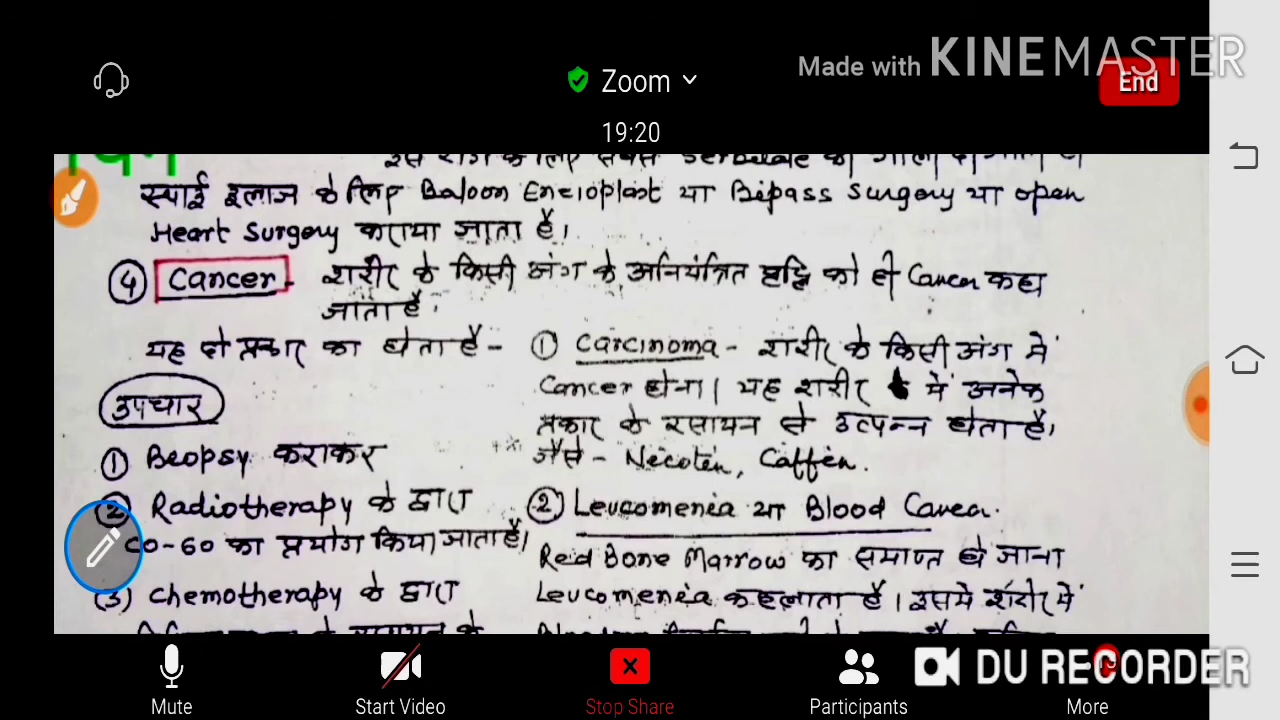 Made with KINEMASTER
Zoom
End
19:20
स्पाई इलाज के लिए Baloon Encioplast या Bipass Surgery या open
Heart Surgery कराया जाता है।
④ Cancer - शरीर के किसी अंग के अनियंत्रित वृद्धि को ही Cancer कहा
जाता है।
यह दो प्रकार का होता है - ① Carcinoma - शरीर के किसी अंग में
Cancer होना। यह शरीर में अनेक
प्रकार के रसायन से उत्पन्न होता है।
जैसे - Necoten, Caffen.
उपचार
① Beopsy कराकर
② Radiotherapy के द्वारा
CO-60 का प्रयोग किया जाता है।
(3) Chemotherapy के द्वारा
② Leucomenia या Blood Cancer.
Red Bone Marrow का समाप्त हो जाना
Leucomenia कहलाता है। इसमें शरीर में
Mute
Start Video
Stop Share
Participants
More
DU RECORDER